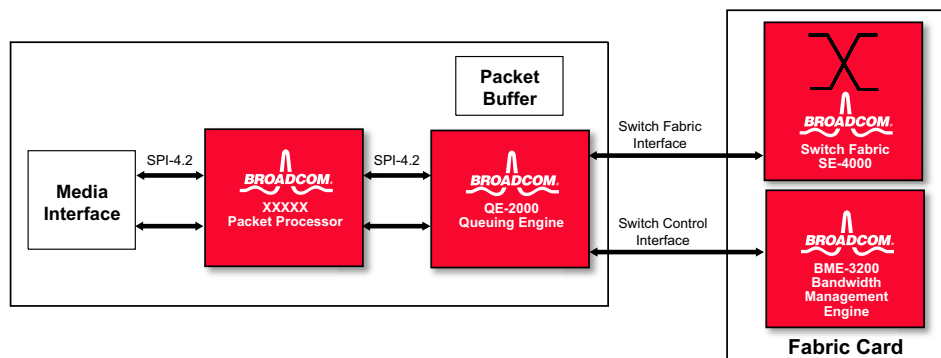 Packet
Buffer
Media
Interface
SPI-4.2
BROADCOM®
XXXXX
Packet Processor
SPI-4.2
BROADCOM®
QE-2000
Queuing Engine
Switch Fabric
Interface
Switch Control
Interface
BROADCOM®
Switch Fabric
SE-4000
BROADCOM®
BME-3200
Bandwidth
Management
Engine
Fabric Card